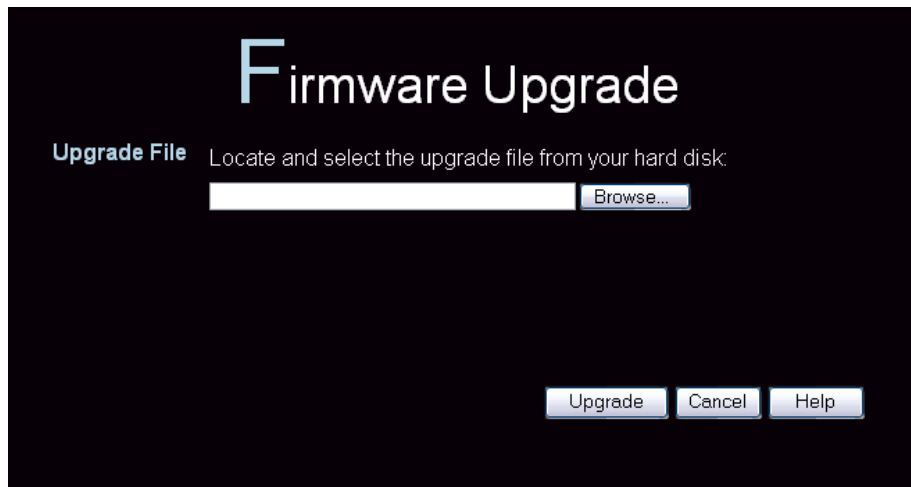 Firmware Upgrade
Upgrade File
Locate and select the upgrade file from your hard disk:
Browse...
Upgrade
Cancel
Help